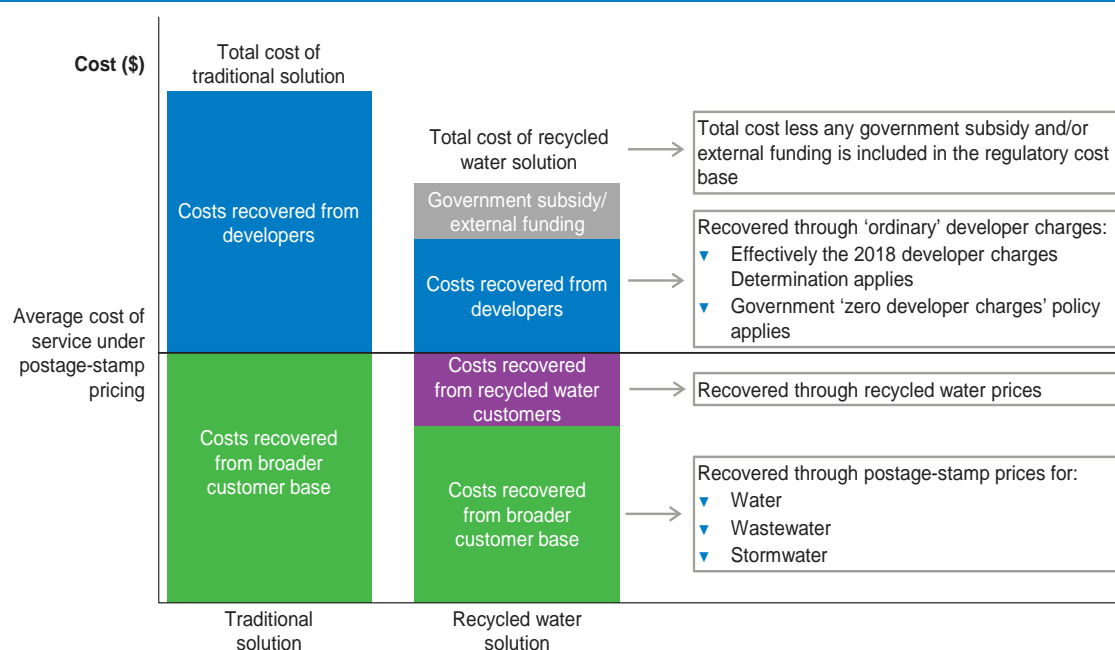 Cost ($)
Total cost of
traditional solution
Costs recovered from
developers
Average cost of
service under
postage-stamp
pricing
Costs recovered
from broader
customer base
Traditional
solution
Total cost of recycled
water solution
Government subsidy/
external funding
Costs recovered from
developers
Costs recovered
from recycled water
customers
Costs recovered
from broader
customer base
Recycled water
solution
Total cost less any government subsidy and/or
external funding is included in the regulatory cost
base
Recovered through ‘ordinary’ developer charges:
▼ Effectively the 2018 developer charges
Determination applies
▼ Government ‘zero developer charges’ policy
applies
Recovered through recycled water prices
Recovered through postage-stamp prices for:
▼ Water
▼ Wastewater
▼ Stormwater